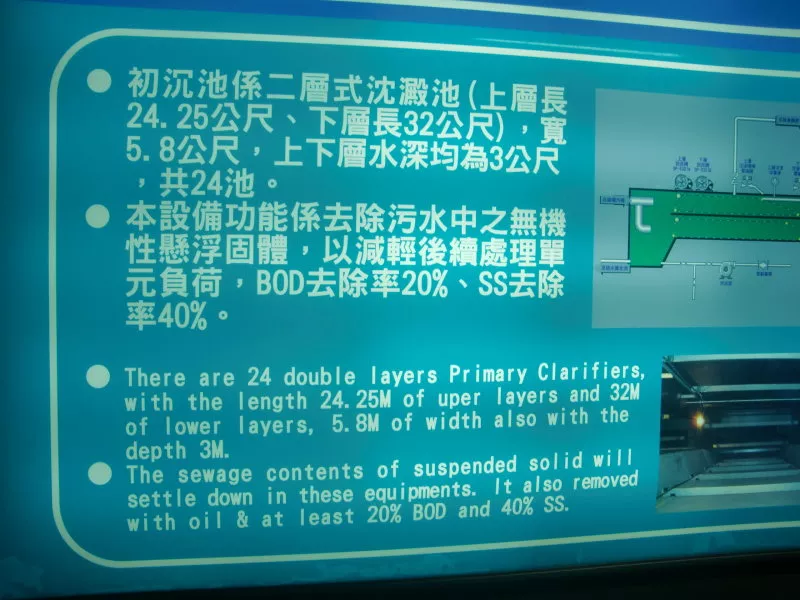 初沉池係二層式沈澱池(上層長
24.25公尺、下層長32公尺),寬
5.8公尺,上下層水深均為3公尺
,共24池。
本設備功能係去除污水中之無機
性懸浮固體,以減輕後續處理單
元負荷,BOD去除率20%、SS去除
率40%。
There are 24 double layers Primary Clarifiers,
with the length 24.25M of uper layers and 32M
of lower layers, 5.8M of width also with the
depth 3M.
The sewage contents of suspended solid will
settle down in these equipments. It also removed
with oil & at least 20% BOD and 40% SS.